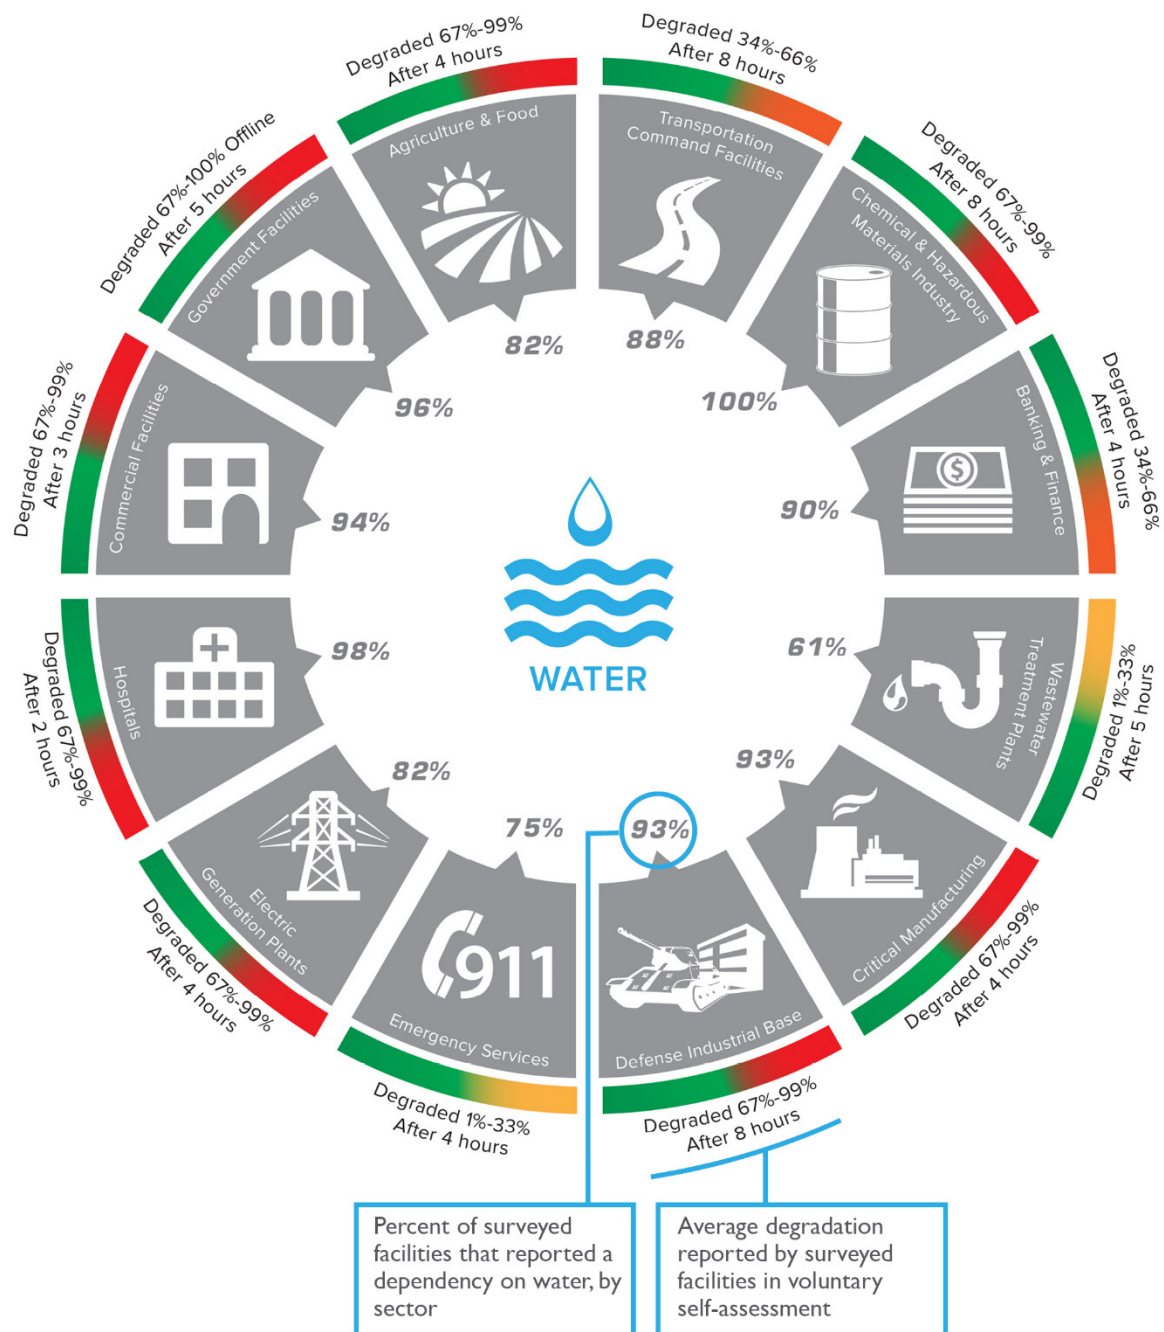 Degraded 67%-99%
After 4 hours
Agriculture & Food
82%
Degraded 34%-66%
After 8 hours
Transportation
Command Facilities
88%
Degraded 67%-99%
After 8 hours
Chemical & Hazardous
Materials Industry
100%
Degraded 34%-66%
After 4 hours
Banking & Finance
$
90%
Degraded 1%-33%
After 5 hours
Wastewater
Treatment Plants
61%
Degraded 67%-99%
After 4 hours
Critical Manufacturing
93%
Degraded 67%-99%
After 8 hours
Defense Industrial Base
93%
Degraded 1%-33%
After 4 hours
Emergency Services
911
75%
Degraded 67%-99%
After 4 hours
Electric
Generation Plants
82%
Degraded 67%-99%
After 2 hours
Hospitals
98%
Degraded 67%-99%
After 3 hours
Commercial Facilities
94%
Degraded 67%-100% Offline
After 5 hours
Government Facilities
96%
WATER
Percent of surveyed
facilities that reported a
dependency on water, by
sector
Average degradation
reported by surveyed
facilities in voluntary
self-assessment